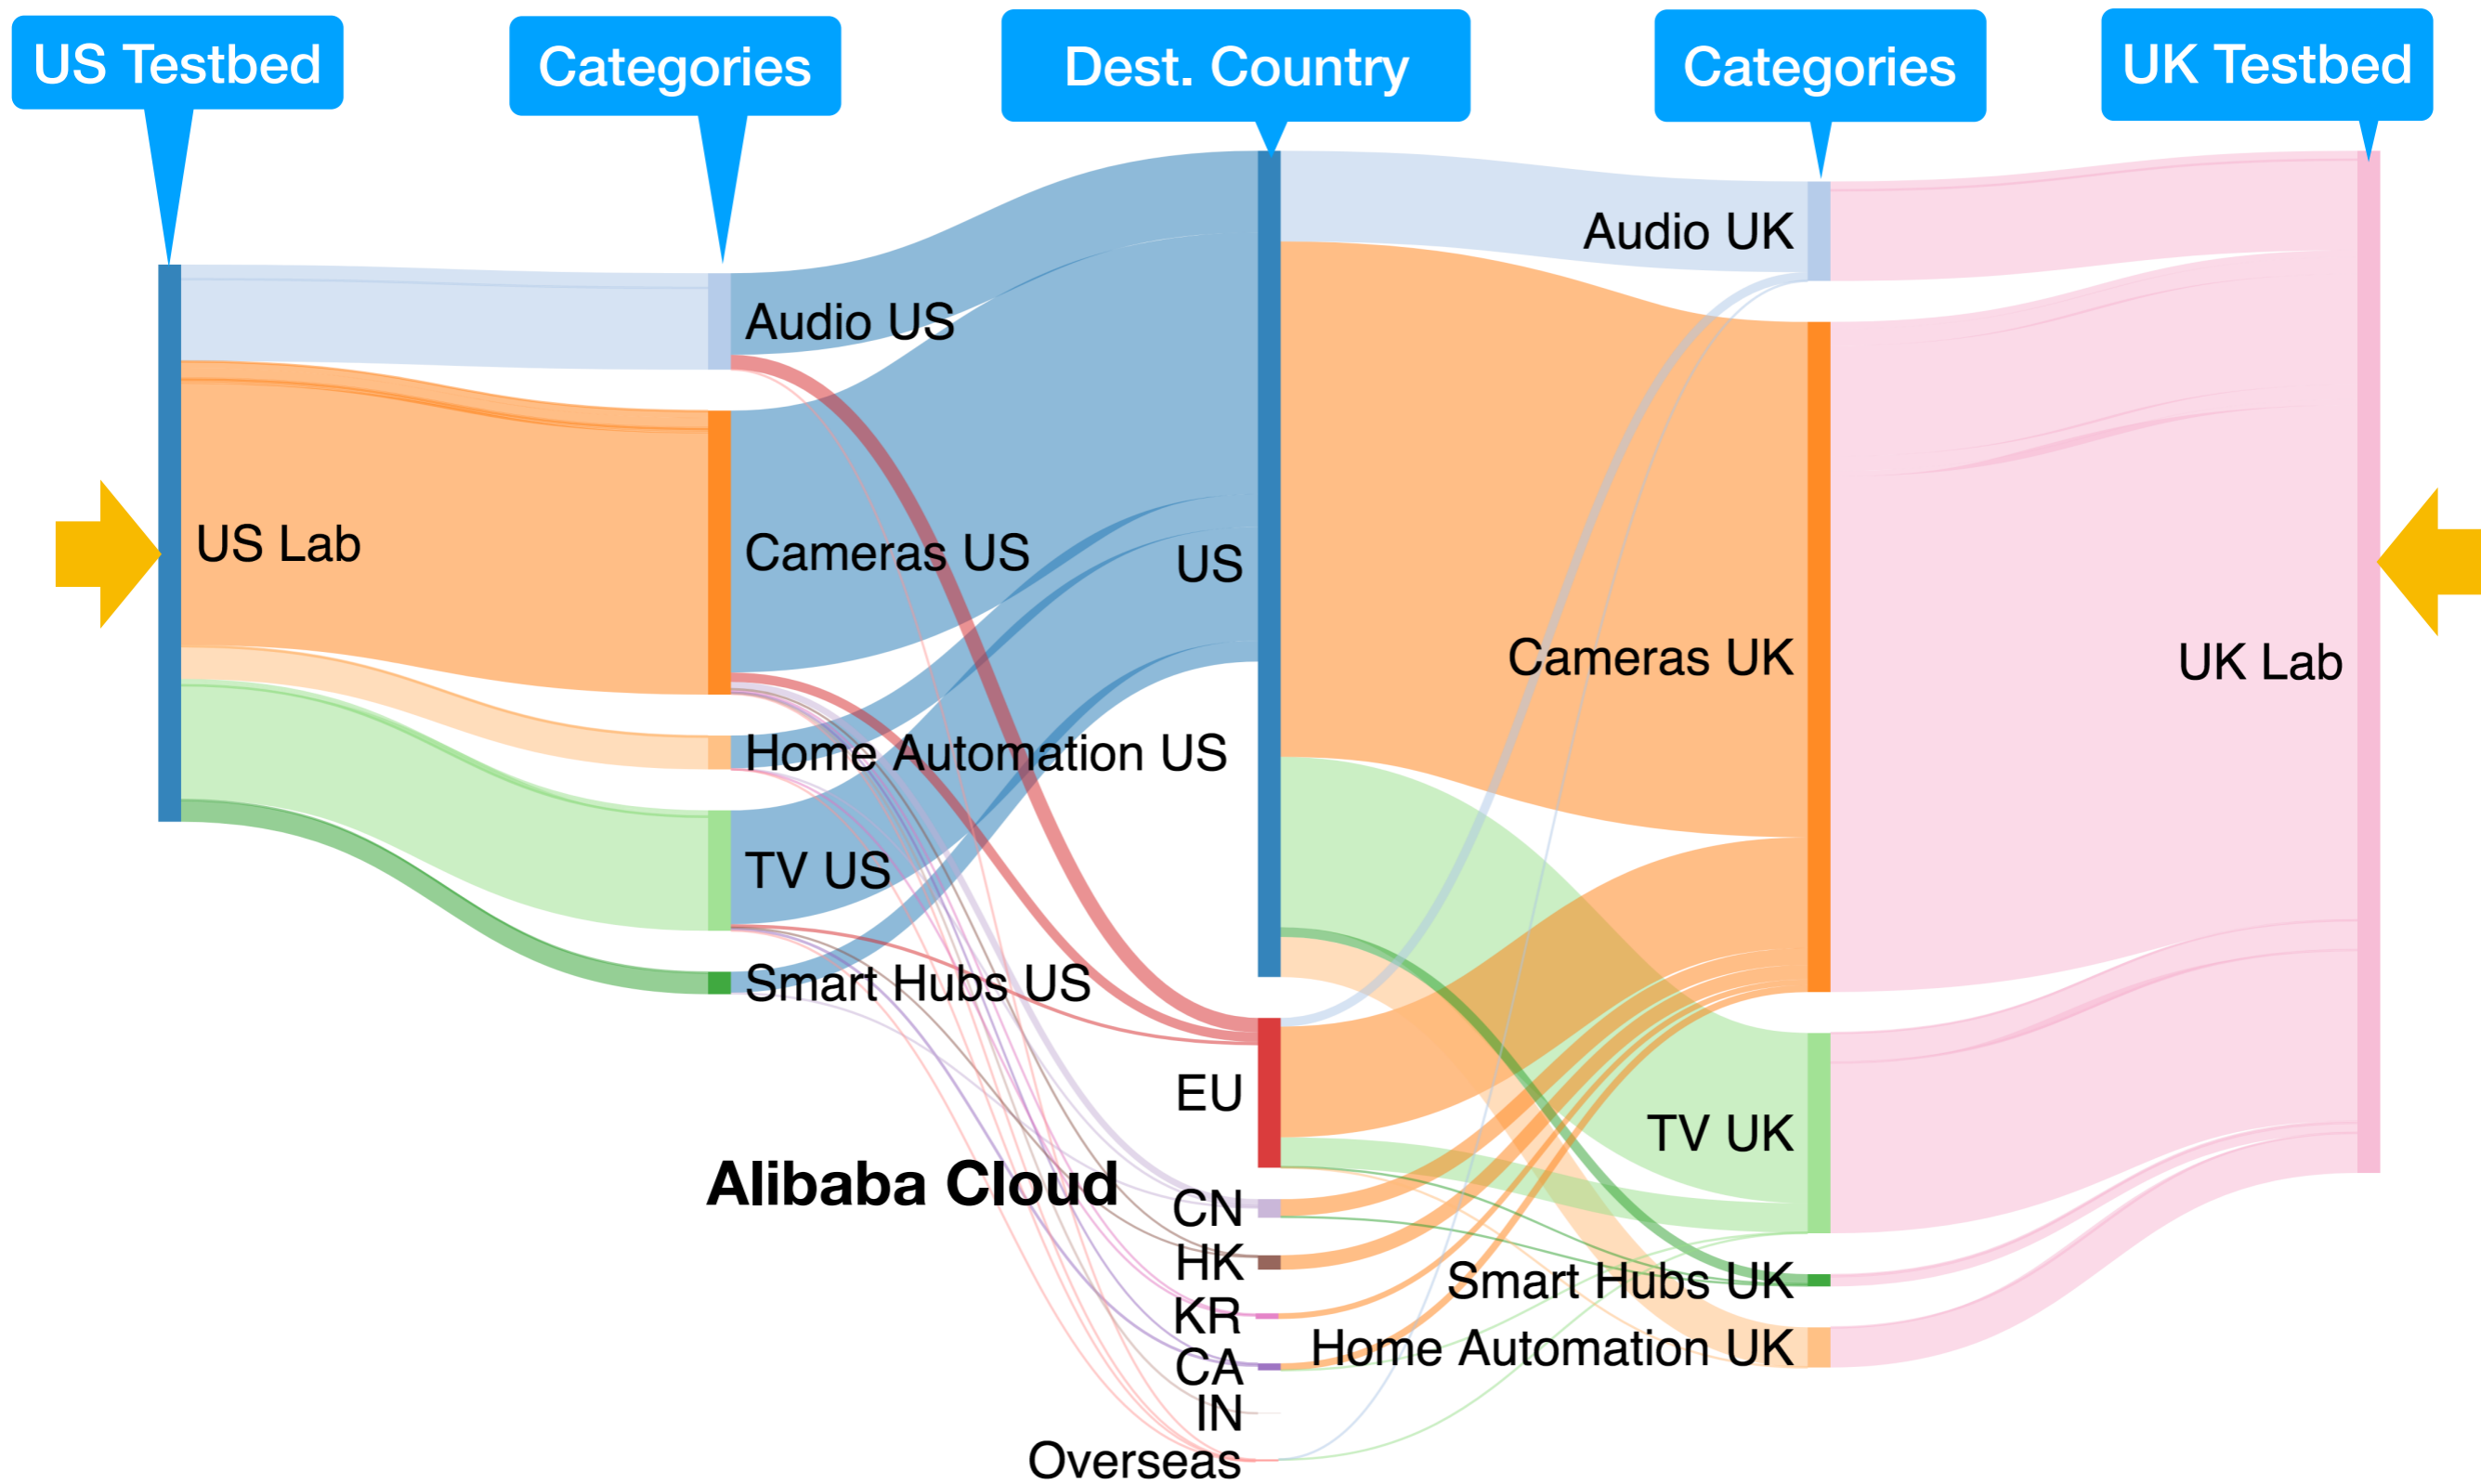 US Testbed
Categories
Dest. Country
Categories
UK Testbed
US Lab
Audio US
Cameras US
Home Automation US
TV US
Smart Hubs US
Alibaba Cloud
US
EU
CN
HK
KR
CA
IN
Overseas
Audio UK
Cameras UK
TV UK
Smart Hubs UK
Home Automation UK
UK Lab